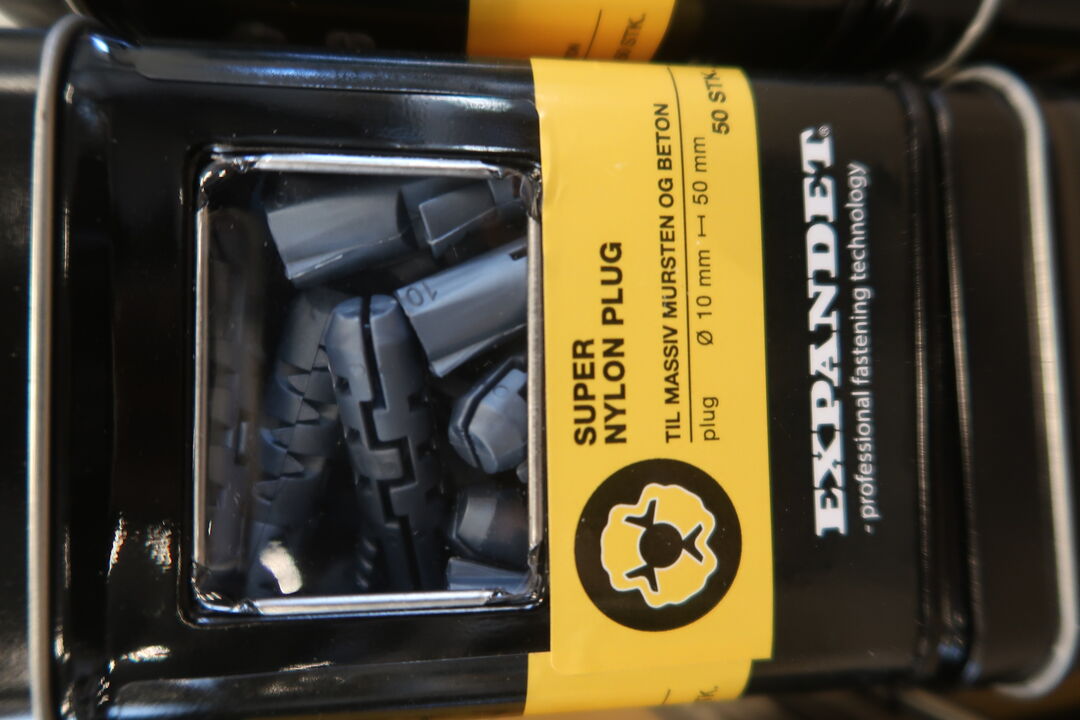 EXPANDET®
- professional fastening technology
SUPER
NYLON PLUG
TIL MASSIV MURSTEN OG BETON
plug Ø 10 mm 50 mm
50 STK.
10